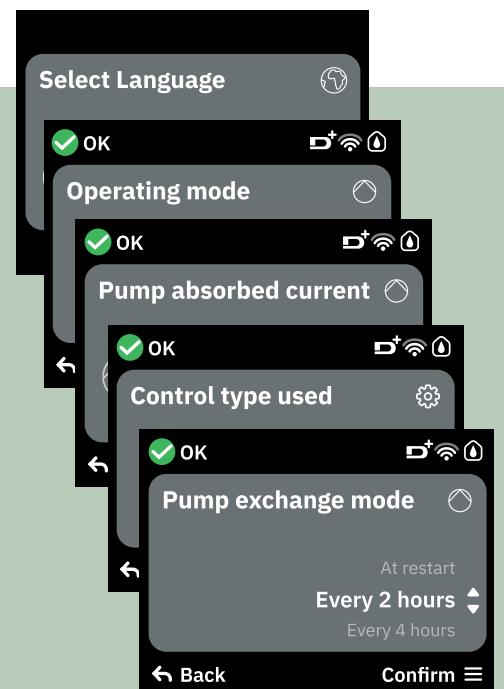 Select Language
OK
Operating mode
OK
Pump absorbed current
OK
Control type used
OK
Pump exchange mode
At restart
Every 2 hours
Every 4 hours
Back
Confirm